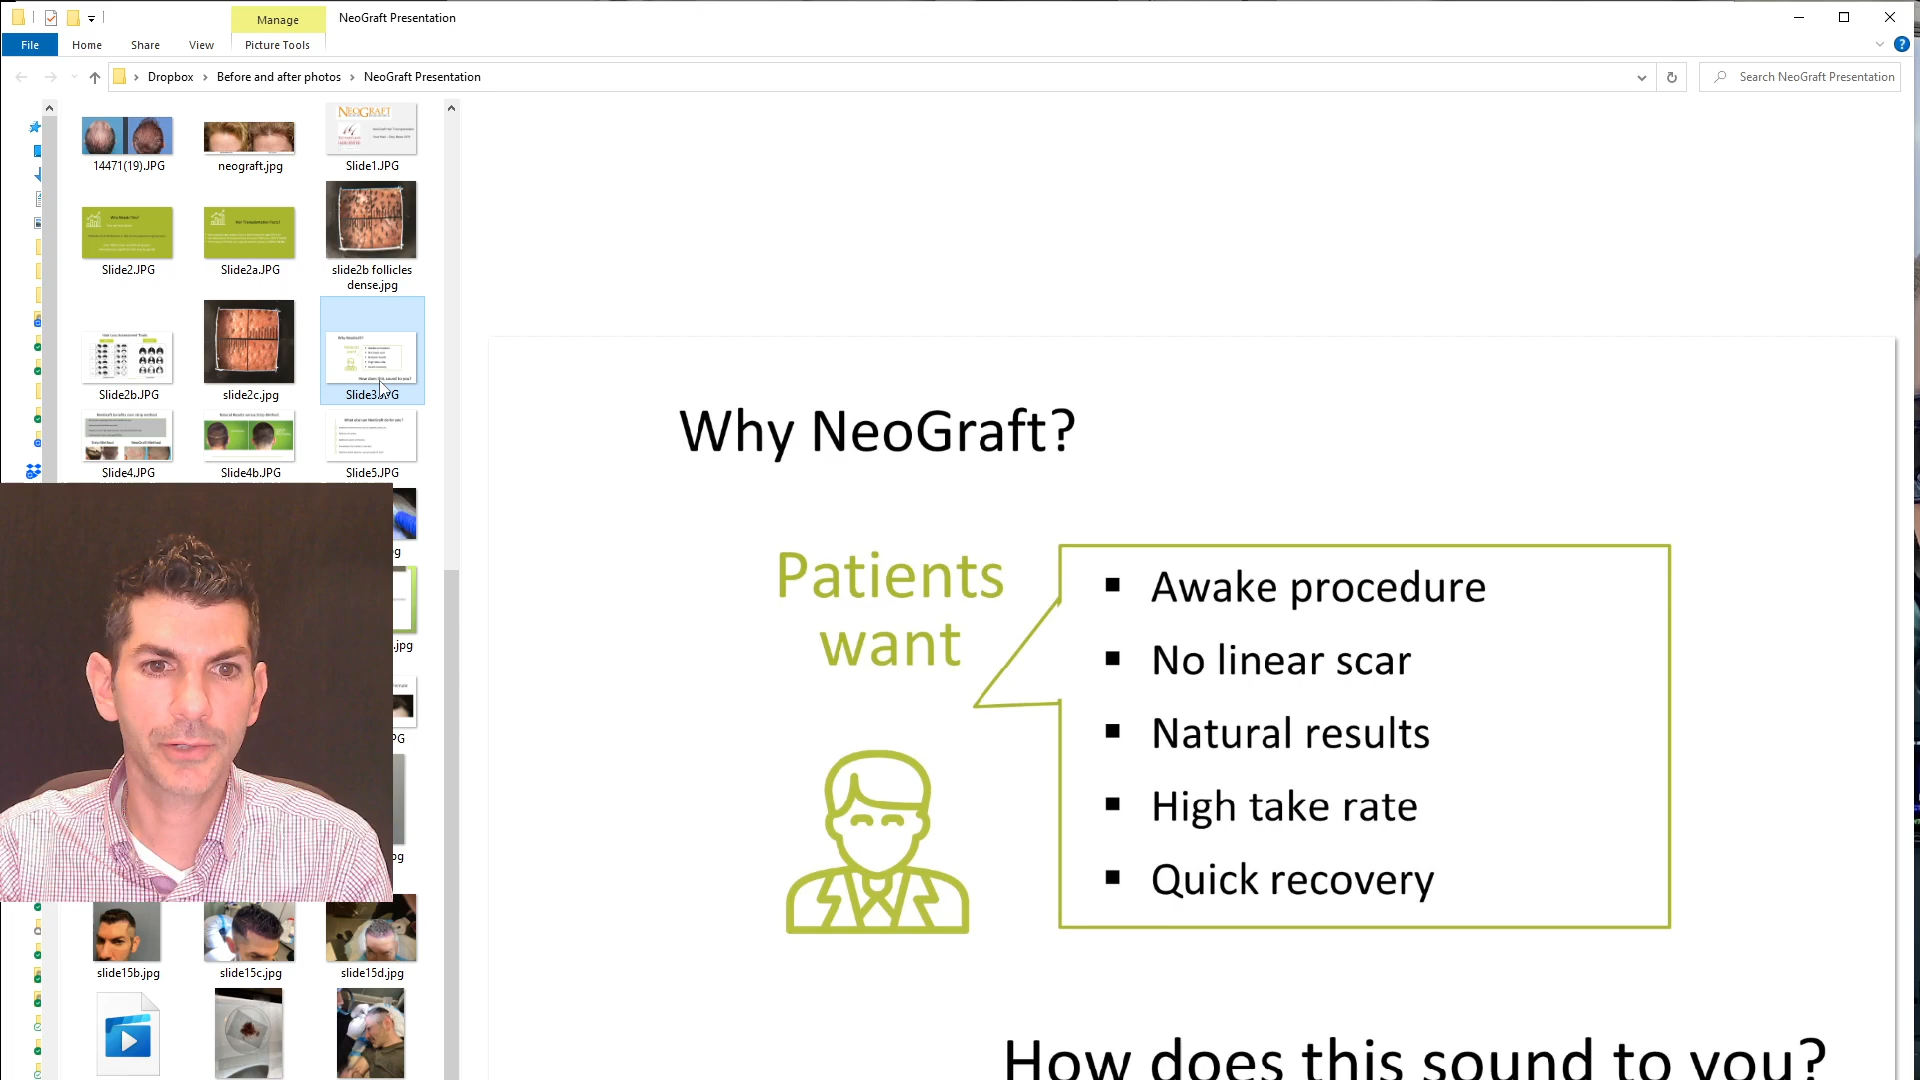 Manage
NeoGraft Presentation
File
Home
Share
View
Picture Tools
Dropbox
Before and after photos
NeoGraft Presentation
Search NeoGraft Presentation
14471(19).JPG
neograft.jpg
Slide1.JPG
Slide2.JPG
Slide2a.JPG
slide2b follicles
dense.jpg
Slide2b.JPG
slide2c.jpg
Slide3.JPG
Slide4.JPG
Slide4b.JPG
Slide5.JPG
slide15b.jpg
slide15c.jpg
slide15d.jpg
Why NeoGraft?
Patients
want
▪ Awake procedure
▪ No linear scar
▪ Natural results
▪ High take rate
▪ Quick recovery
How does this sound to you?